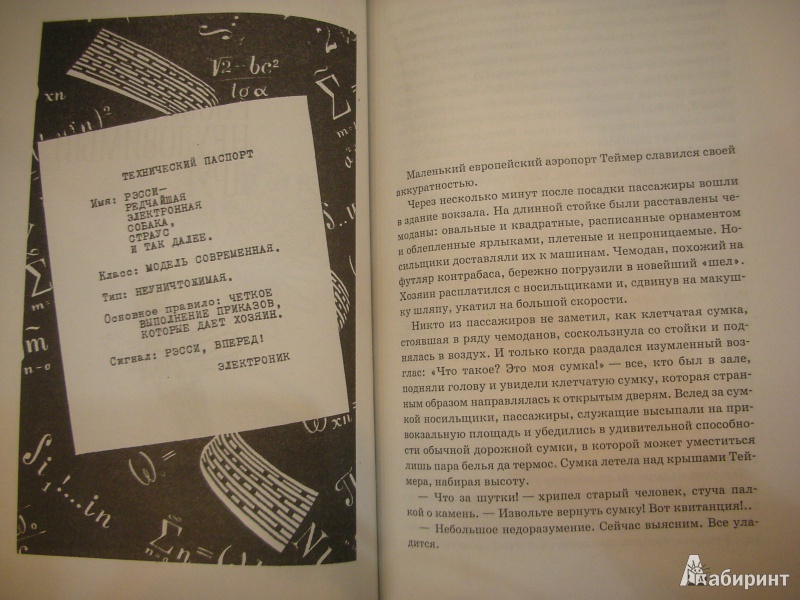 √2-bc²
lg α
xn
ТЕХНИЧЕСКИЙ ПАСПОРТ
Имя: РЭССИ—
РЕДЧАЙШАЯ
ЭЛЕКТРОННАЯ
СОБАКА,
СТРАУС
И ТАК ДАЛЕЕ.
Класс: МОДЕЛЬ СОВРЕМЕННАЯ.
Тип: НЕУНИЧТОЖИМАЯ.
Основное правило: ЧЕТКОЕ
ВЫПОЛНЕНИЕ ПРИКАЗОВ,
КОТОРЫЕ ДАЕТ ХОЗЯИН.
Сигнал: РЭССИ, ВПЕРЕД!
ЭЛЕКТРОНИК
Маленький европейский аэропорт Теймер славился своей
аккуратностью.
Через несколько минут после посадки пассажиры вошли
в здание вокзала. На длинной стойке были расставлены че-
моданы: овальные и квадратные, расписанные орнаментом
и облепленные ярлыками, плетеные и непроницаемые. Но-
сильщики доставляли их к машинам. Чемодан, похожий на
футляр контрабаса, бережно погрузили в новейший «шел».
Хозяин расплатился с носильщиками и, сдвинув на макуш-
ку шляпу, укатил на большой скорости.
Никто из пассажиров не заметил, как клетчатая сумка,
стоявшая в ряду чемоданов, соскользнула со стойки и под-
нялась в воздух. И только когда раздался изумленный воз-
глас: «Что такое? Это моя сумка!» — все, кто был в зале,
подняли голову и увидели клетчатую сумку, которая стран-
ным образом направлялась к открытым дверям. Вслед за сум-
кой носильщики, пассажиры, служащие высыпали на при-
вокзальную площадь и убедились в удивительной способно-
сти обычной дорожной сумки, в которой может уместиться
лишь пара белья да термос. Сумка летела над крышами Тей-
мера, набирая высоту.
— Что за шутки! — хрипел старый человек, стуча пал-
кой о камень. — Извольте вернуть сумку! Вот квитанция!..
— Небольшое недоразумение. Сейчас выясним. Все ула-
дится.
Лабиринт